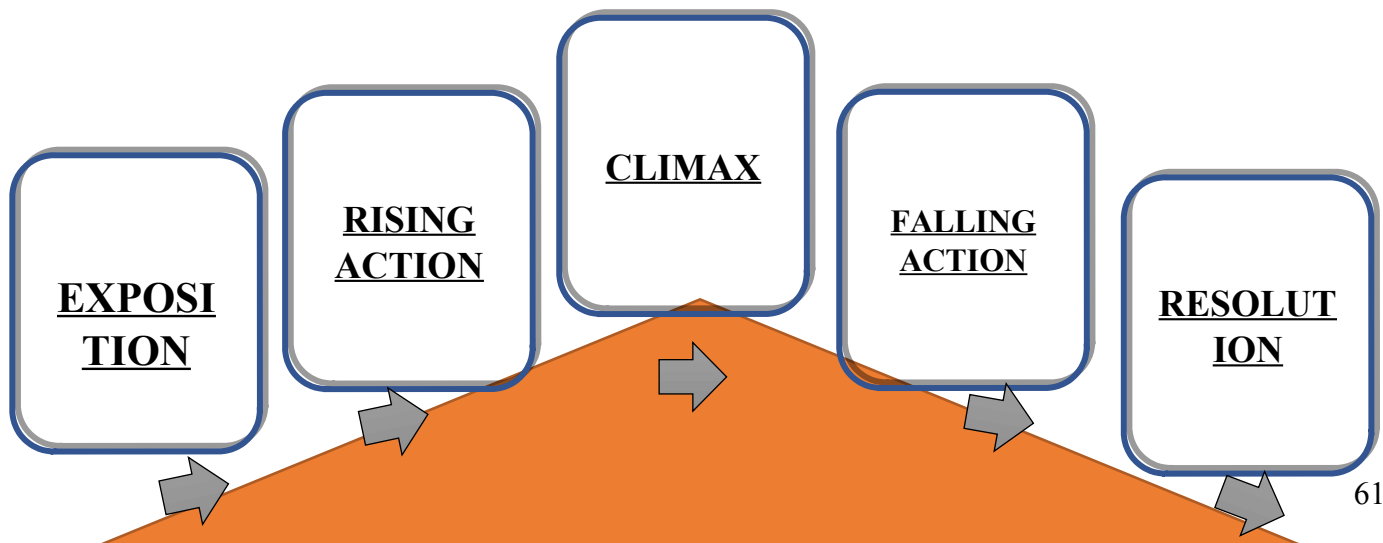 EXPOSI
TION
RISING
ACTION
CLIMAX
FALLING
ACTION
RESOLUT
ION
61